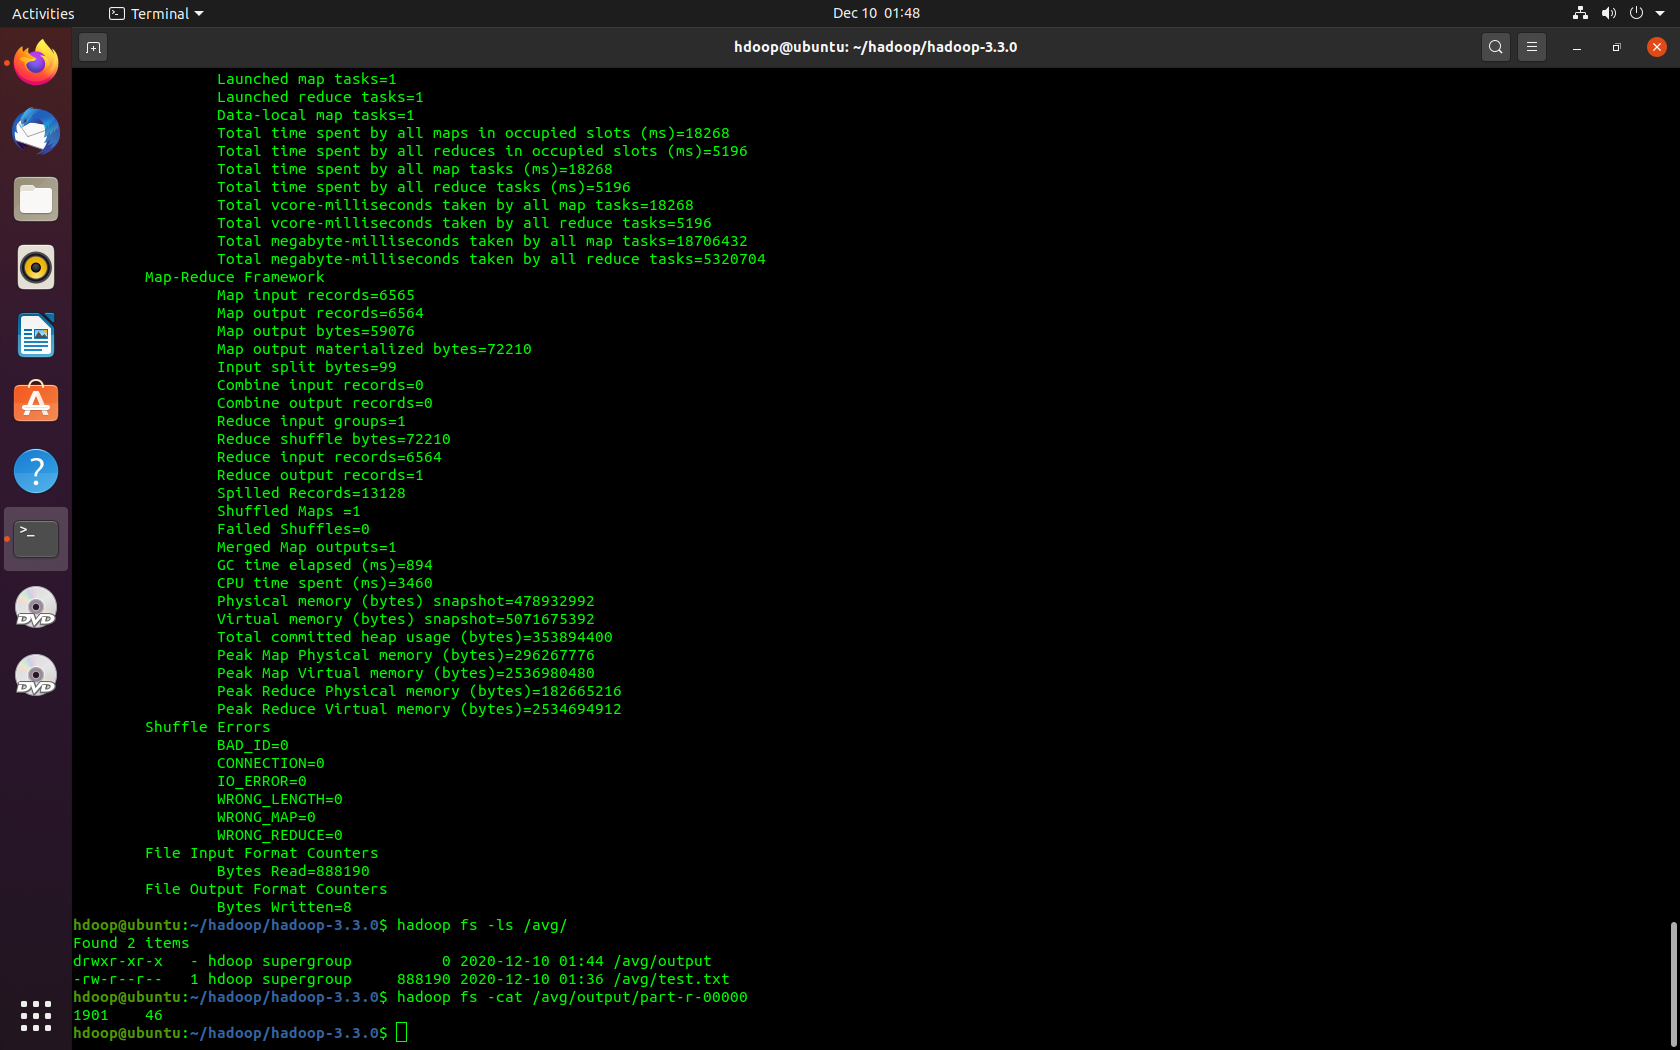 Activities
Terminal
Dec 10 01:48
hdoop@ubuntu: ~/hadoop/hadoop-3.3.0
Launched map tasks=1
Launched reduce tasks=1
Data-local map tasks=1
Total time spent by all maps in occupied slots (ms)=18268
Total time spent by all reduces in occupied slots (ms)=5196
Total time spent by all map tasks (ms)=18268
Total time spent by all reduce tasks (ms)=5196
Total vcore-milliseconds taken by all map tasks=18268
Total vcore-milliseconds taken by all reduce tasks=5196
Total megabyte-milliseconds taken by all map tasks=18706432
Total megabyte-milliseconds taken by all reduce tasks=5320704
Map-Reduce Framework
Map input records=6565
Map output records=6564
Map output bytes=59076
Map output materialized bytes=72210
Input split bytes=99
Combine input records=0
Combine output records=0
Reduce input groups=1
Reduce shuffle bytes=72210
Reduce input records=6564
Reduce output records=1
Spilled Records=13128
Shuffled Maps =1
Failed Shuffles=0
Merged Map outputs=1
GC time elapsed (ms)=894
CPU time spent (ms)=3460
Physical memory (bytes) snapshot=478932992
Virtual memory (bytes) snapshot=5071675392
Total committed heap usage (bytes)=353894400
Peak Map Physical memory (bytes)=296267776
Peak Map Virtual memory (bytes)=2536980480
Peak Reduce Physical memory (bytes)=182665216
Peak Reduce Virtual memory (bytes)=2534694912
Shuffle Errors
BAD_ID=0
CONNECTION=0
IO_ERROR=0
WRONG_LENGTH=0
WRONG_MAP=0
WRONG_REDUCE=0
File Input Format Counters
Bytes Read=888190
File Output Format Counters
Bytes Written=8
hdoop@ubuntu:~/hadoop/hadoop-3.3.0$ hadoop fs -ls /avg/
Found 2 items
drwxr-xr-x   - hdoop supergroup          0 2020-12-10 01:44 /avg/output
-rw-r--r--   1 hdoop supergroup     888190 2020-12-10 01:36 /avg/test.txt
hdoop@ubuntu:~/hadoop/hadoop-3.3.0$ hadoop fs -cat /avg/output/part-r-00000
1901    46
hdoop@ubuntu:~/hadoop/hadoop-3.3.0$
DVD
DVD